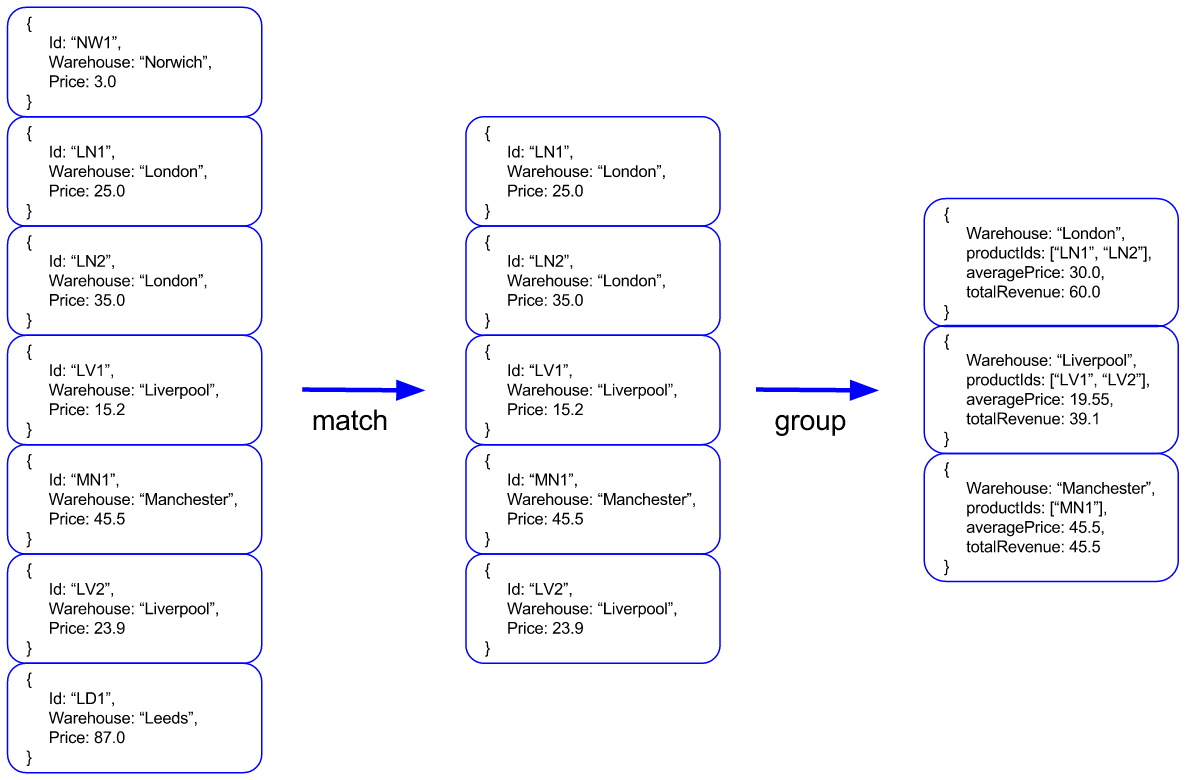 {
Id: “NW1”,
Warehouse: “Norwich”,
Price: 3.0
}
{
Id: “LN1”,
Warehouse: “London”,
Price: 25.0
}
{
Id: “LN2”,
Warehouse: “London”,
Price: 35.0
}
{
Id: “LV1”,
Warehouse: “Liverpool”,
Price: 15.2
}
{
Id: “MN1”,
Warehouse: “Manchester”,
Price: 45.5
}
{
Id: “LV2”,
Warehouse: “Liverpool”,
Price: 23.9
}
{
Id: “LD1”,
Warehouse: “Leeds”,
Price: 87.0
}
match
{
Id: “LN1”,
Warehouse: “London”,
Price: 25.0
}
{
Id: “LN2”,
Warehouse: “London”,
Price: 35.0
}
{
Id: “LV1”,
Warehouse: “Liverpool”,
Price: 15.2
}
{
Id: “MN1”,
Warehouse: “Manchester”,
Price: 45.5
}
{
Id: “LV2”,
Warehouse: “Liverpool”,
Price: 23.9
}
group
{
Warehouse: “London”,
productIds: [“LN1”, “LN2”],
averagePrice: 30.0,
totalRevenue: 60.0
}
{
Warehouse: “Liverpool”,
productIds: [“LV1”, “LV2”],
averagePrice: 19.55,
totalRevenue: 39.1
}
{
Warehouse: “Manchester”,
productIds: [“MN1”],
averagePrice: 45.5,
totalRevenue: 45.5
}